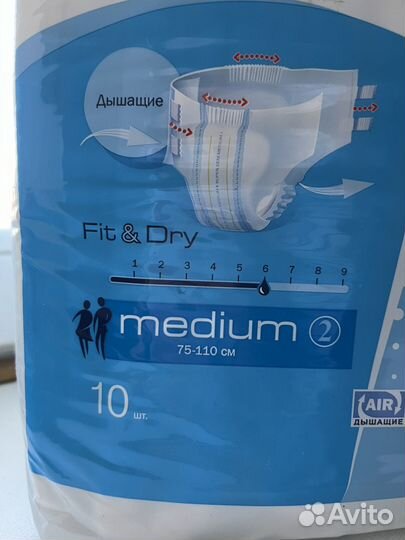 Дышащие
Fit & Dry
1 2 3 4 5 6 7 8 9
medium 2
75-110 см
10 шт.
AIR
ДЫШАЩИЕ
Avito